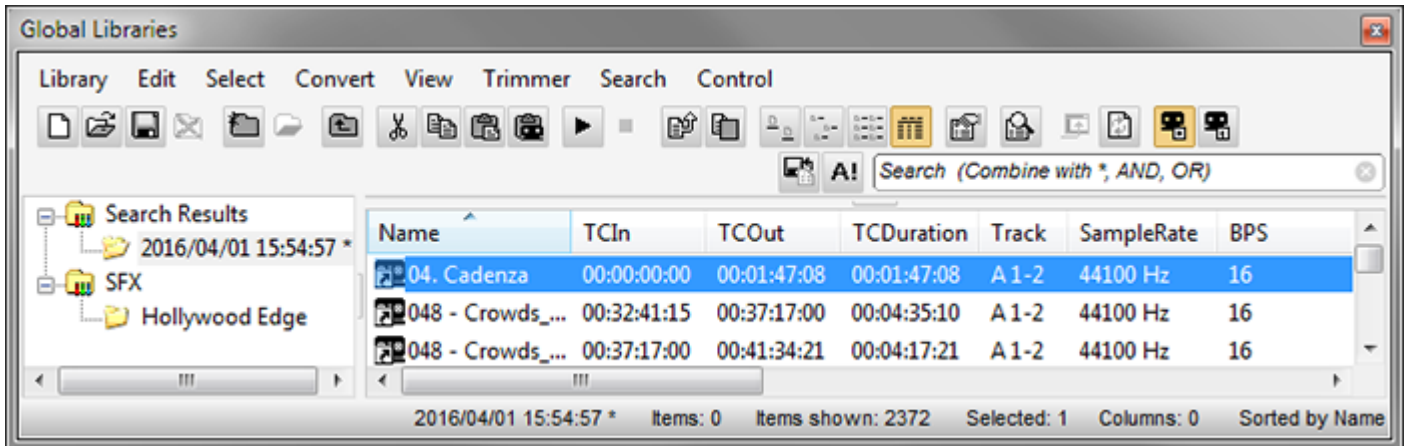 Global Libraries
Library Edit Select Convert View Trimmer Search Control
A! Search (Combine with *, AND, OR)
Search Results
2016/04/01 15:54:57 *
SFX
Hollywood Edge
Name TCIn TCOut TCDuration Track SampleRate BPS
04. Cadenza 00:00:00:00 00:01:47:08 00:01:47:08 A 1-2 44100 Hz 16
048 - Crowds_... 00:32:41:15 00:37:17:00 00:04:35:10 A 1-2 44100 Hz 16
048 - Crowds_... 00:37:17:00 00:41:34:21 00:04:17:21 A 1-2 44100 Hz 16
2016/04/01 15:54:57 * Items: 0 Items shown: 2372 Selected: 1 Columns: 0 Sorted by Name